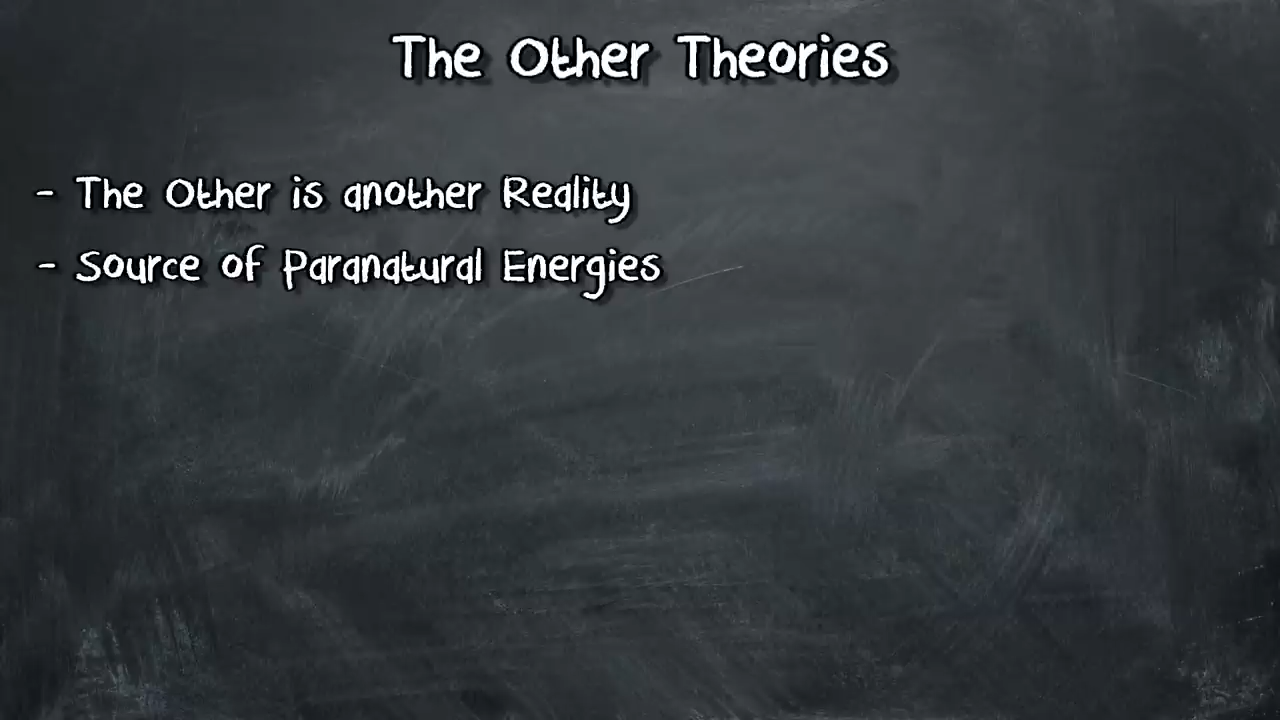 The Other Theories
- The Other is another Reality
- Source of Paranatural Energies